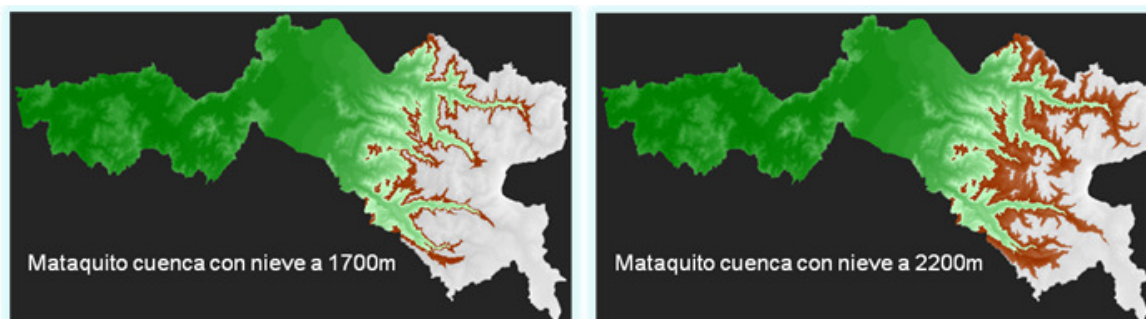 Mataquito cuenca con nieve a 1700m
Mataquito cuenca con nieve a 2200m